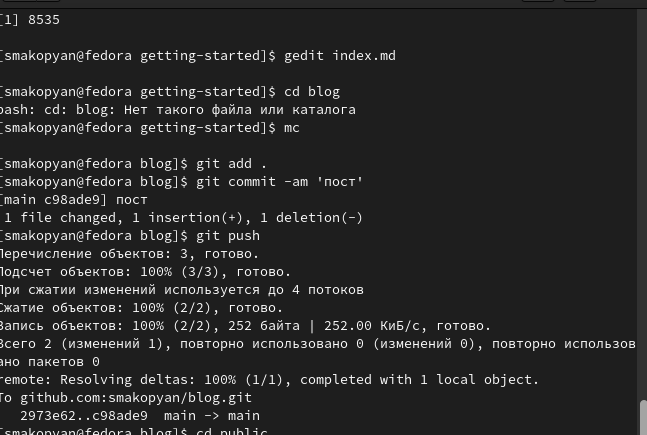 [1] 8535
[smakopyan@fedora getting-started]$ gedit index.md
[smakopyan@fedora getting-started]$ cd blog
bash: cd: blog: Нет такого файла или каталога
[smakopyan@fedora getting-started]$ mc
[smakopyan@fedora blog]$ git add .
[smakopyan@fedora blog]$ git commit -am 'пост'
[main c98ade9] пост
1 file changed, 1 insertion(+), 1 deletion(-)
[smakopyan@fedora blog]$ git push
Перечисление объектов: 3, готово.
Подсчет объектов: 100% (3/3), готово.
При сжатии изменений используется до 4 потоков
Сжатие объектов: 100% (2/2), готово.
Запись объектов: 100% (2/2), 252 байта | 252.00 КиБ/с, готово.
Всего 2 (изменений 1), повторно использовано 0 (изменений 0), повторно использов
ано пакетов 0
remote: Resolving deltas: 100% (1/1), completed with 1 local object.
To github.com:smakopyan/blog.git
2973e62..c98ade9  main -> main
[smakopyan@fedora blog]$ cd public